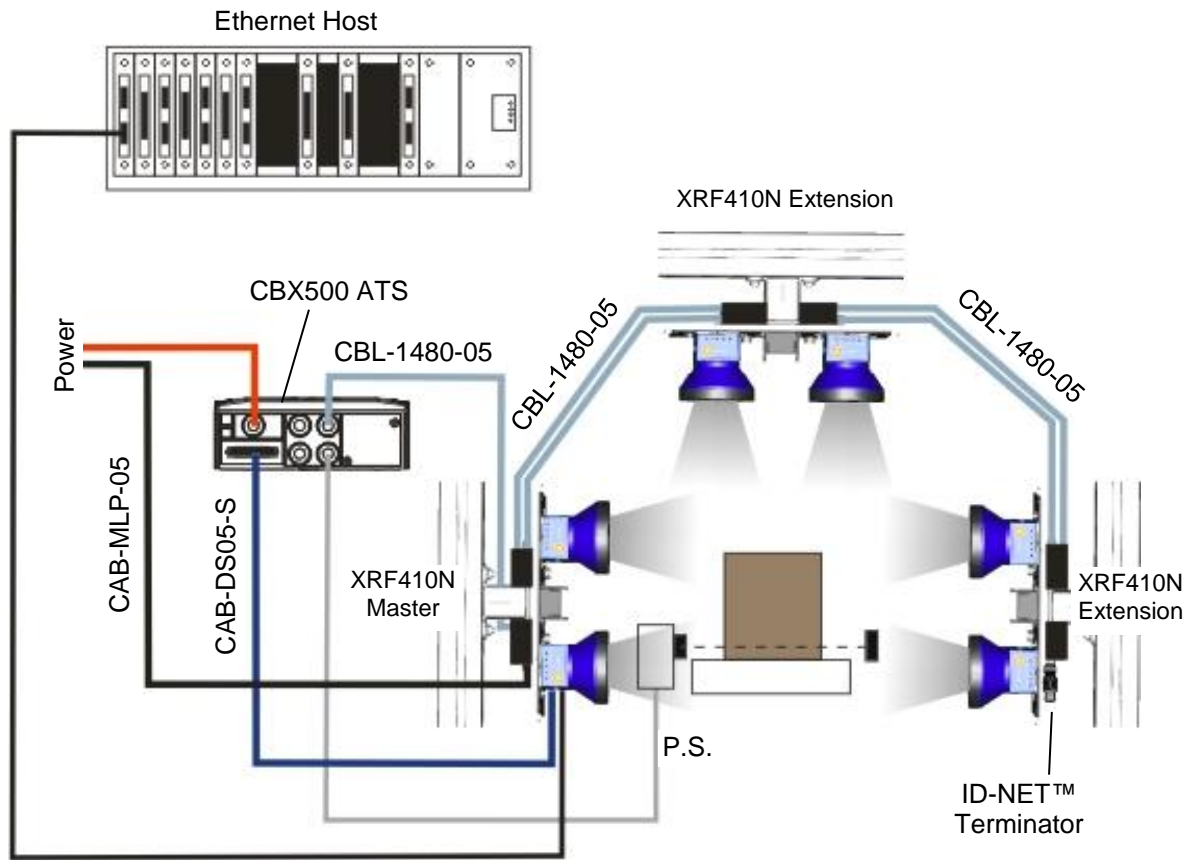 Ethernet Host
XRF410N Extension
CBX500 ATS
CBL-1480-05
CBL-1480-05
CBL-1480-05
Power
CAB-MLP-05
CAB-DS05-S
XRF410N
Master
XRF410N
Extension
P.S.
ID-NET™
Terminator